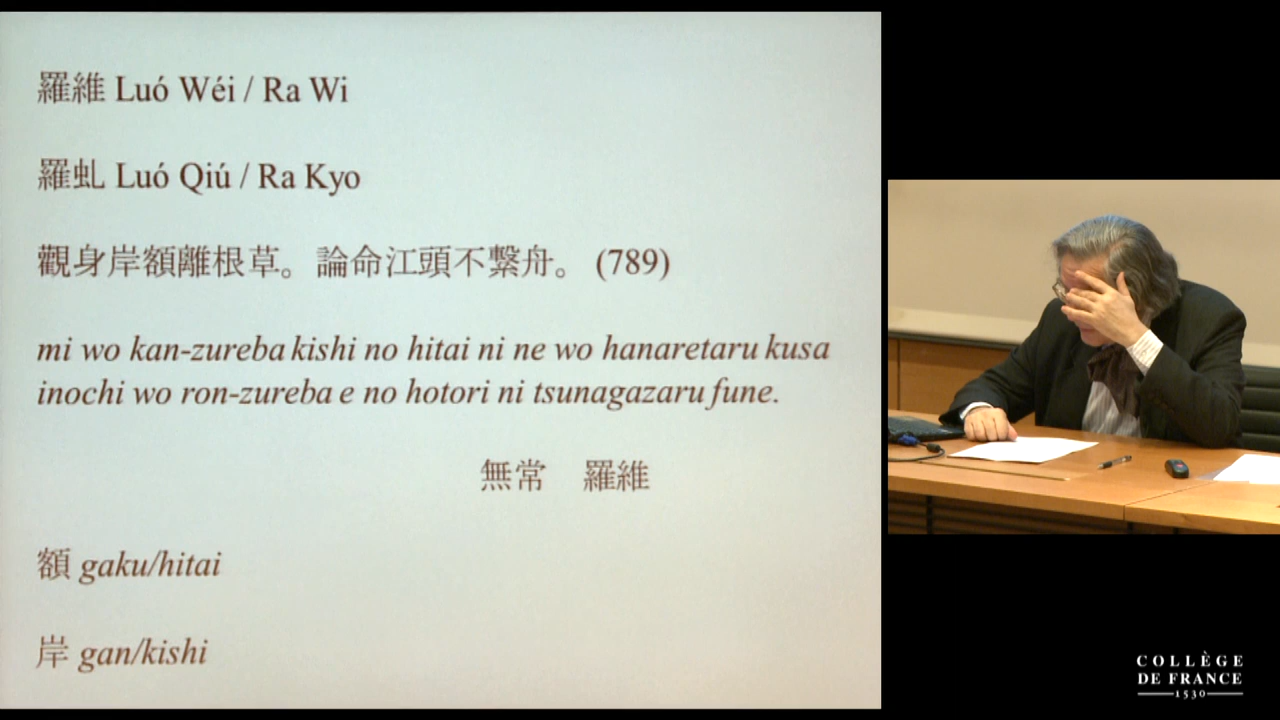 羅維 Luó Wéi / Ra Wi
羅虬 Luó Qiú / Ra Kyo
觀身岸額離根草。論命江頭不繋舟。 (789)
mi wo kan-zureba kishi no hitai ni ne wo hanaretaru kusa
inochi wo ron-zureba e no hotori ni tsunagazaru fune.
無常　羅維
額 gaku/hitai
岸 gan/kishi
COLLÈGE
DE FRANCE
1530